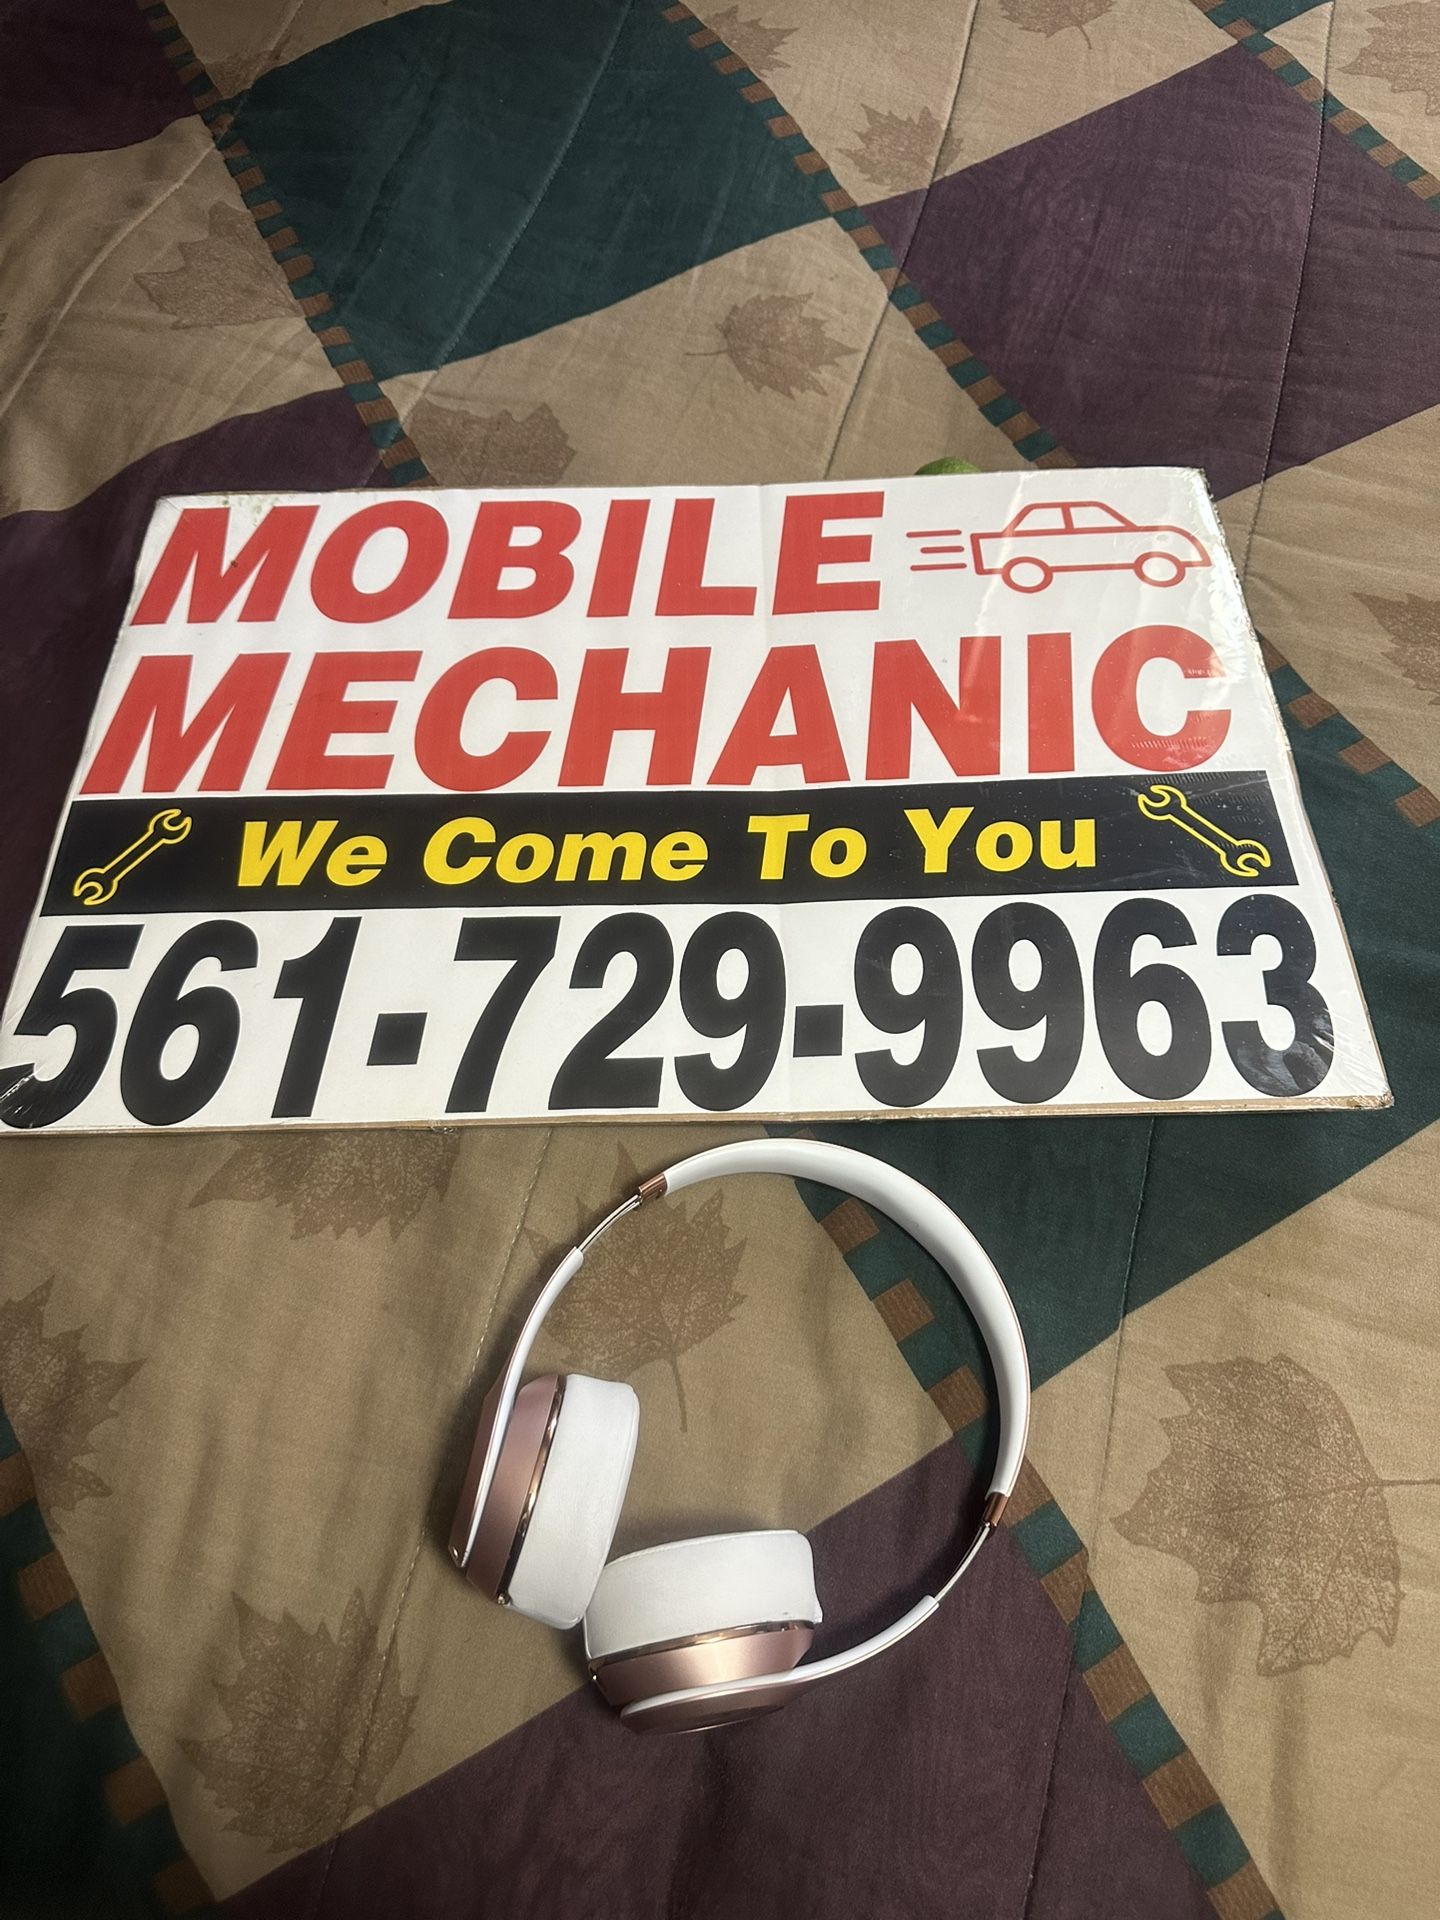 MOBILE
MECHANIC
We Come To You
561-729-9963